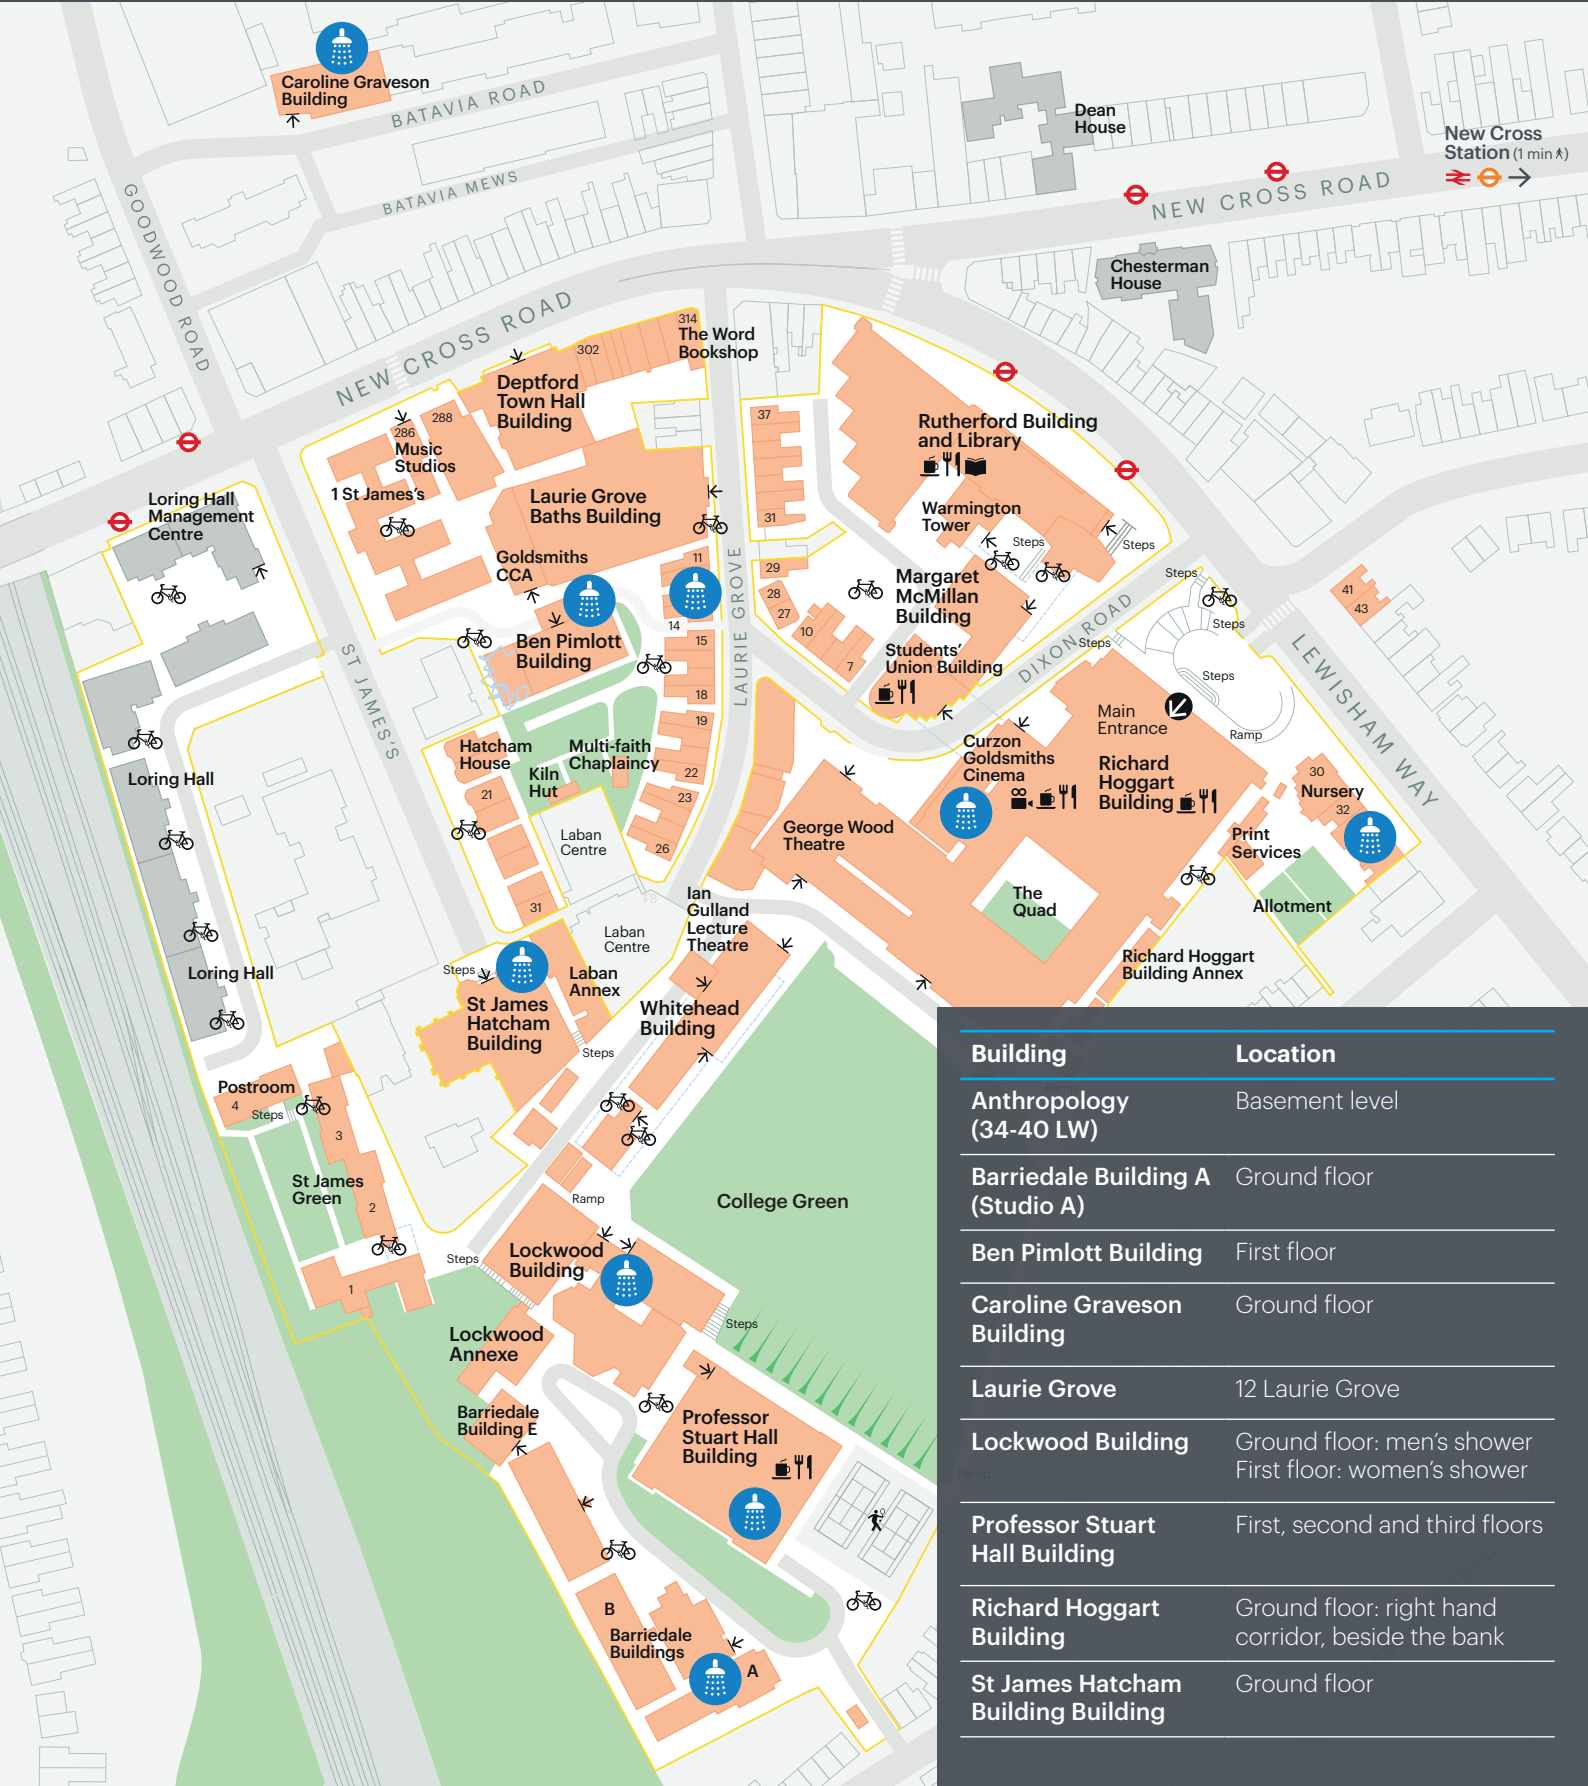 Caroline Graveson
Building
BATAVIA ROAD
BATAVIA MEWS
GOODWOOD ROAD
Dean
House
New Cross
Station (1 min)
NEW CROSS ROAD
Chesterman
House
NEW CROSS ROAD
314
The Word
Bookshop
302
Deptford
Town Hall
Building
288
286
Music
Studios
1 St James's
Laurie Grove
Baths Building
Goldsmiths
CCA
11
14
15
18
19
22
23
26
LAURIE GROVE
37
31
29
28
27
10
7
Rutherford Building
and Library
Warmington
Tower
Steps
Steps
Margaret
McMillan
Building
Students'
Union Building
DIXON ROAD
Steps
Steps
Steps
Steps
Ramp
41
43
LEWISHAM WAY
Loring Hall
Management
Centre
ST JAMES'S
Ben Pimlott
Building
Hatcham
House
Kiln
Hut
Multi-faith
Chaplaincy
21
31
Laban
Centre
Loring Hall
Loring Hall
Main
Entrance
Curzon
Goldsmiths
Cinema
Richard
Hoggart
Building
30
Nursery
32
Print
Services
Allotment
George Wood
Theatre
The
Quad
Richard Hoggart
Building Annex
FB
Ian
Gulland
Lecture
Theatre
Laban
Centre
Laban
Annex
Steps
St James
Hatcham
Building
Steps
Whitehead
Building
Postroom
4
Steps
3
St James
Green
2
1
College Green
Ramp
Steps
Lockwood
Building
Steps
Lockwood
Annexe
Barriedale
Building E
Professor
Stuart Hall
Building
B
Barriedale
Buildings
A
Ramp
Building Location
Anthropology Basement level
(34-40 LW)
Barriedale Building A Ground floor
(Studio A)
Ben Pimlott Building First floor
Caroline Graveson Ground floor
Building
Laurie Grove 12 Laurie Grove
Lockwood Building Ground floor: men's shower
First floor: women's shower
Professor Stuart First, second and third floors
Hall Building
Richard Hoggart Ground floor: right hand
Building corridor, beside the bank
St James Hatcham Ground floor
Building Building